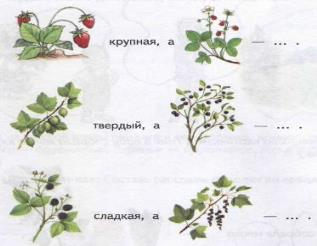 крупная, а — ... .
твердый, а — ... .
сладкая, а — ... .